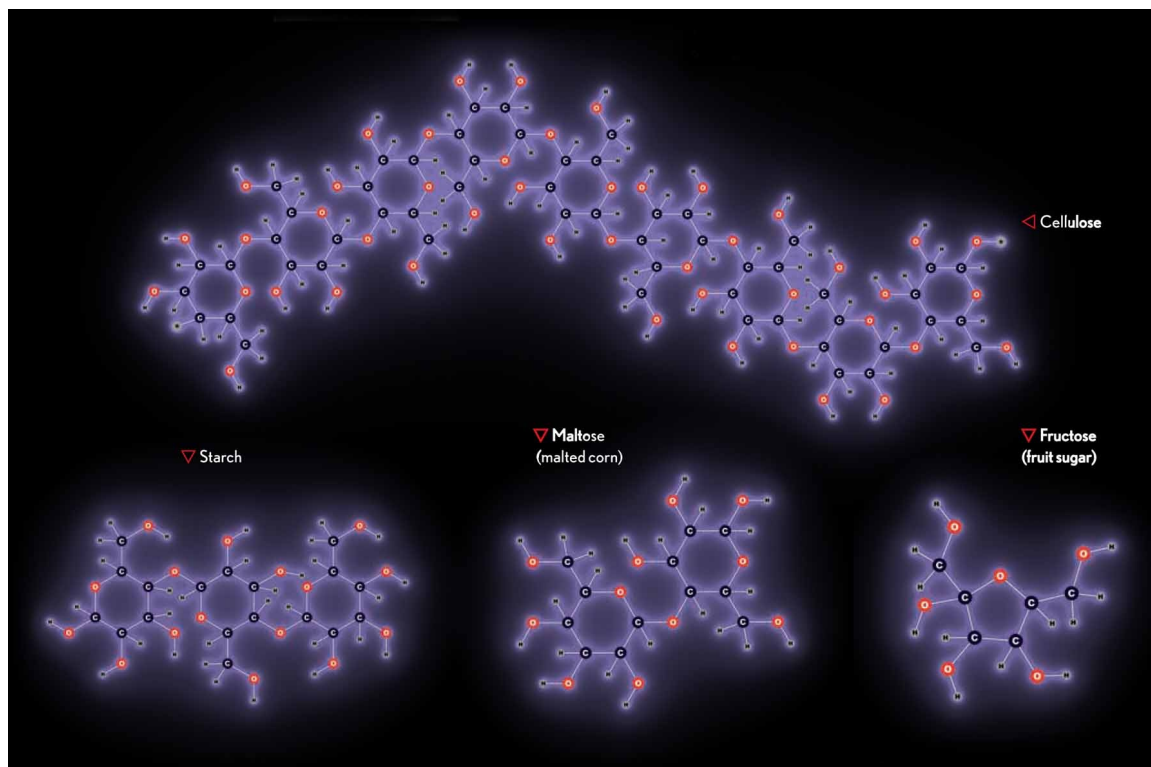 Cellulose
Starch
Maltose
(malted corn)
Fructose
(fruit sugar)